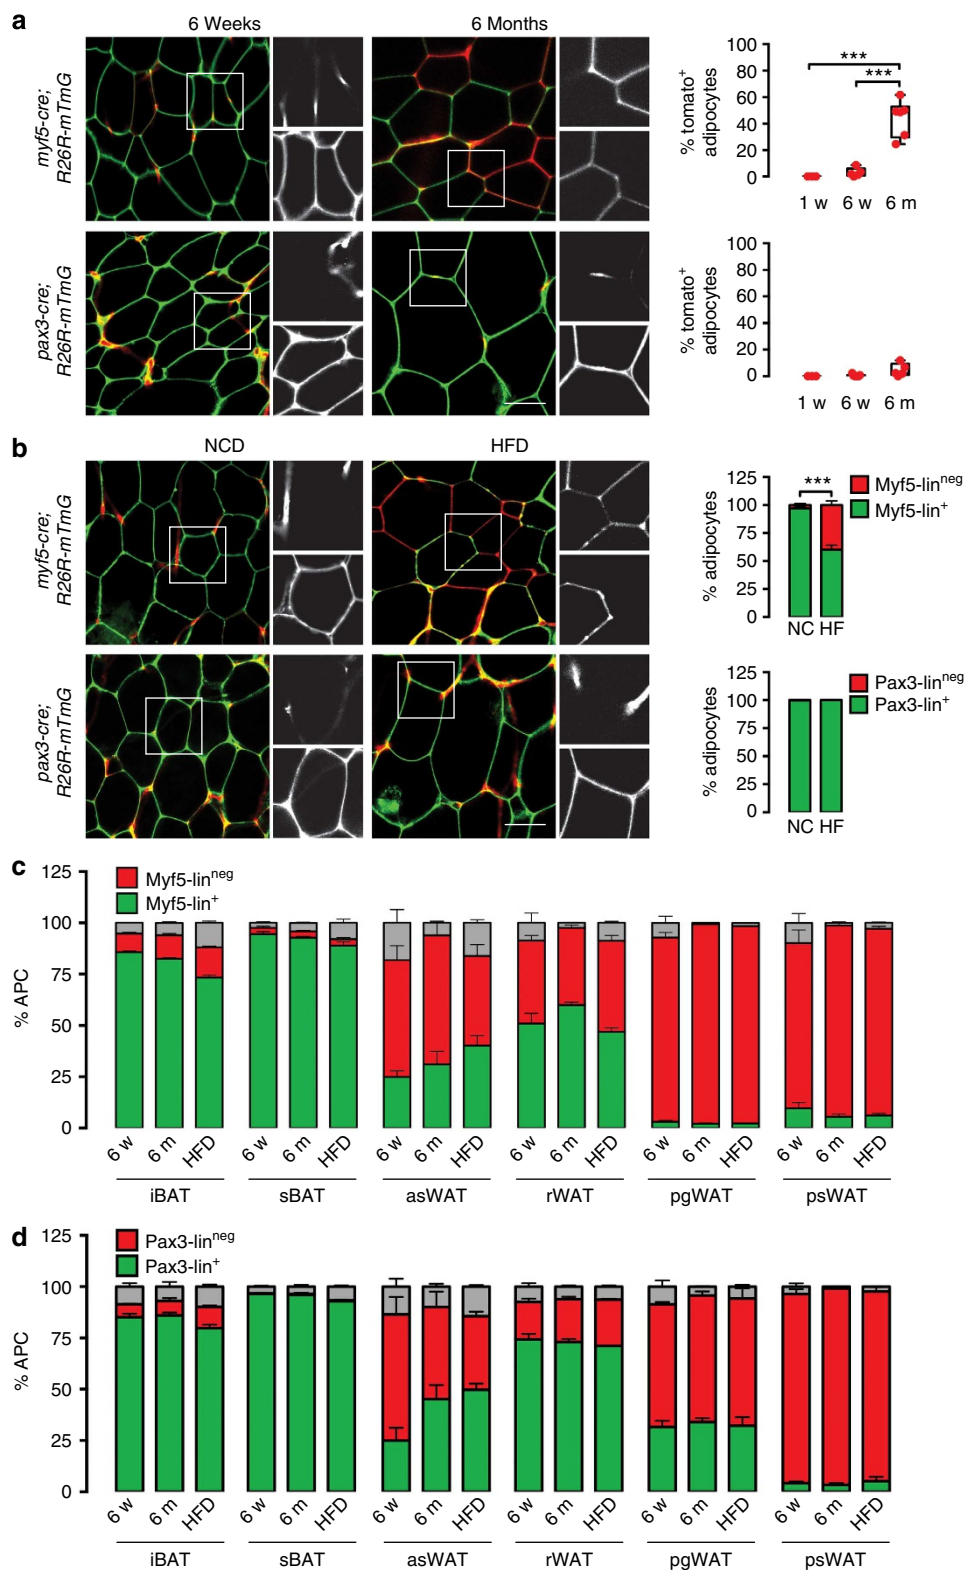 a
6 Weeks
6 Months
myf5-cre;
R26R-mTmG
100
80
60
40
20
0
% tomato+
adipocytes
***
***
1 w
6 w
6 m
pax3-cre;
R26R-mTmG
100
80
60
40
20
0
% tomato+
adipocytes
1 w
6 w
6 m
b
NCD
HFD
myf5-cre;
R26R-mTmG
125
100
75
50
25
0
% adipocytes
***
NC HF
Myf5-linneg
Myf5-lin+
pax3-cre;
R26R-mTmG
125
100
75
50
25
0
% adipocytes
NC HF
Pax3-linneg
Pax3-lin+
c
125
100
75
50
25
0
% APC
Myf5-linneg
Myf5-lin+
6 w 6 m HFD 6 w 6 m HFD 6 w 6 m HFD 6 w 6 m HFD 6 w 6 m HFD 6 w 6 m HFD
iBAT sBAT asWAT rWAT pgWAT psWAT
d
125
100
75
50
25
0
% APC
Pax3-linneg
Pax3-lin+
6 w 6 m HFD 6 w 6 m HFD 6 w 6 m HFD 6 w 6 m HFD 6 w 6 m HFD 6 w 6 m HFD
iBAT sBAT asWAT rWAT pgWAT psWAT